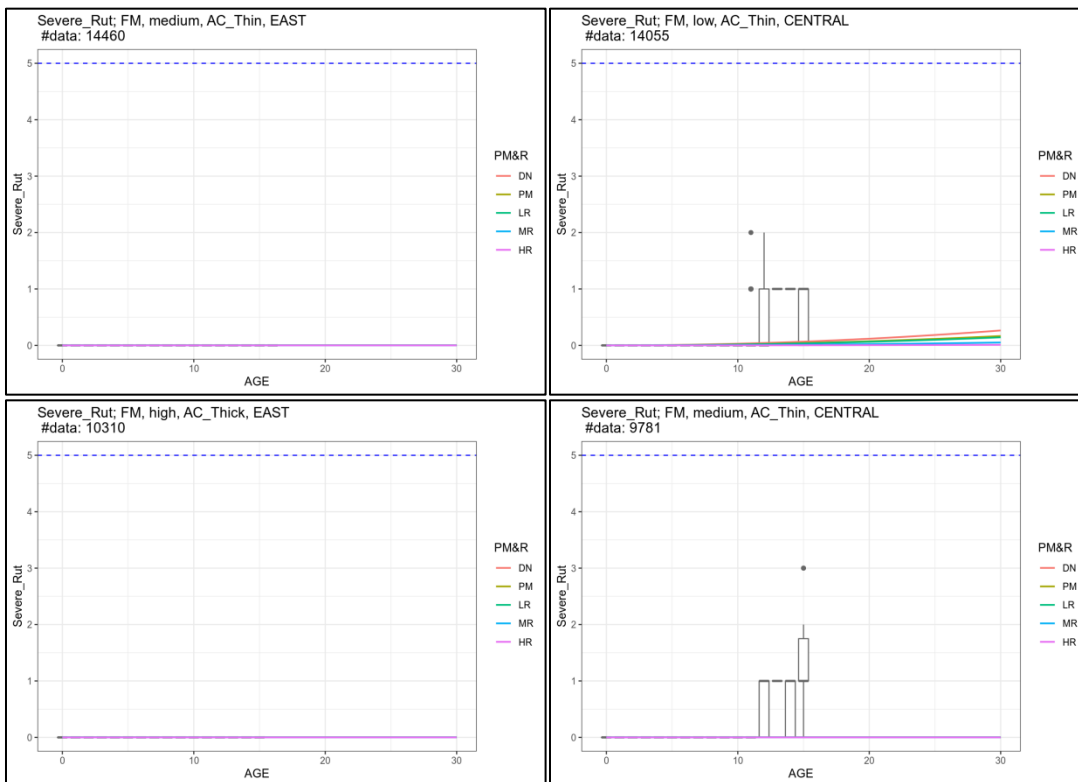 Severe_Rut; FM, medium, AC_Thin, EAST
#data: 14460
5
4
3
2
1
0
Severe_Rut
0
10
20
30
AGE
PM&R
DN
PM
LR
MR
HR
Severe_Rut; FM, low, AC_Thin, CENTRAL
#data: 14055
5
4
3
2
1
0
Severe_Rut
0
10
20
30
AGE
PM&R
DN
PM
LR
MR
HR
Severe_Rut; FM, high, AC_Thick, EAST
#data: 10310
5
4
3
2
1
0
Severe_Rut
0
10
20
30
AGE
PM&R
DN
PM
LR
MR
HR
Severe_Rut; FM, medium, AC_Thin, CENTRAL
#data: 9781
5
4
3
2
1
0
Severe_Rut
0
10
20
30
AGE
PM&R
DN
PM
LR
MR
HR